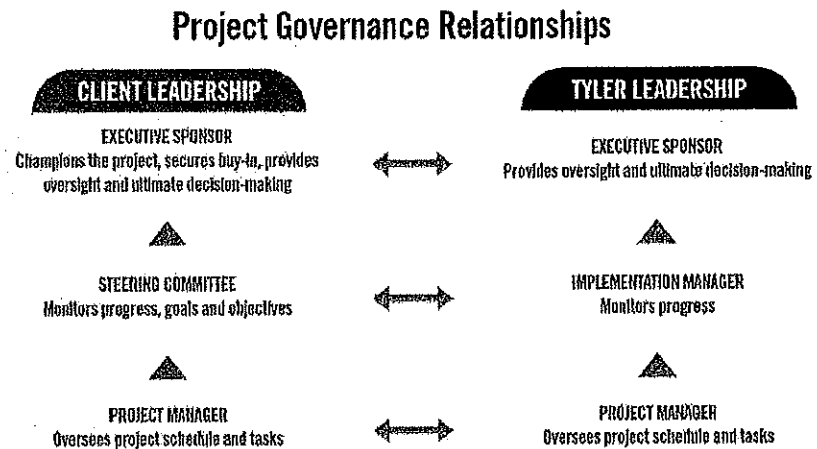 Project Governance Relationships
CLIENT LEADERSHIP
EXECUTIVE SPONSOR
Champions the project, secures buy-in, provides
oversight and ultimate decision-making
STEERING COMMITTEE
Monitors progress, goals and objectives
PROJECT MANAGER
Oversees project schedule and tasks
TYLER LEADERSHIP
EXECUTIVE SPONSOR
Provides oversight and ultimate decision-making
IMPLEMENTATION MANAGER
Monitors progress
PROJECT MANAGER
Oversees project schedule and tasks